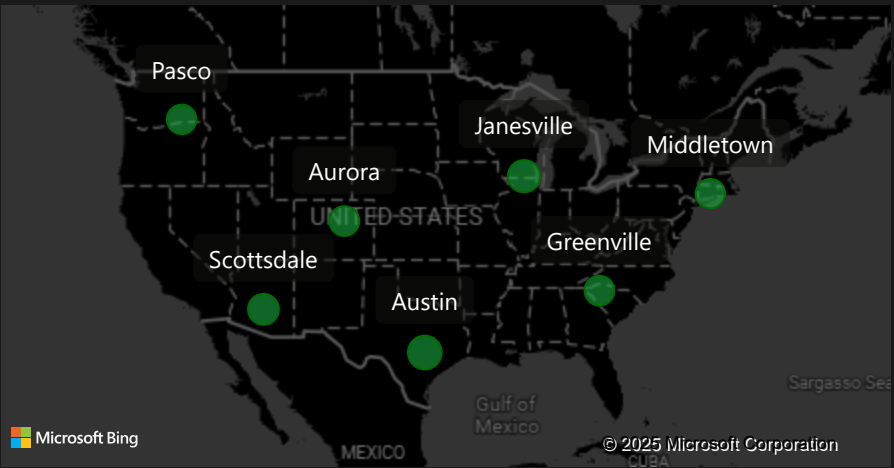 Pasco
Janesville
Middletown
Aurora
UNITED STATES
Greenville
Scottsdale
Austin
Sargasso Sea
Gulf of
Mexico
Microsoft Bing
© 2025 Microsoft Corporation
MEXICO
CUBA